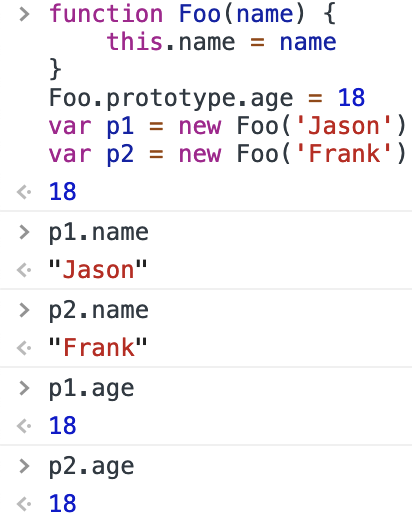 > function Foo(name) {
    this.name = name
}
Foo.prototype.age = 18
var p1 = new Foo('Jason')
var p2 = new Foo('Frank')
<· 18
> p1.name
<· "Jason"
> p2.name
<· "Frank"
> p1.age
<· 18
> p2.age
<· 18